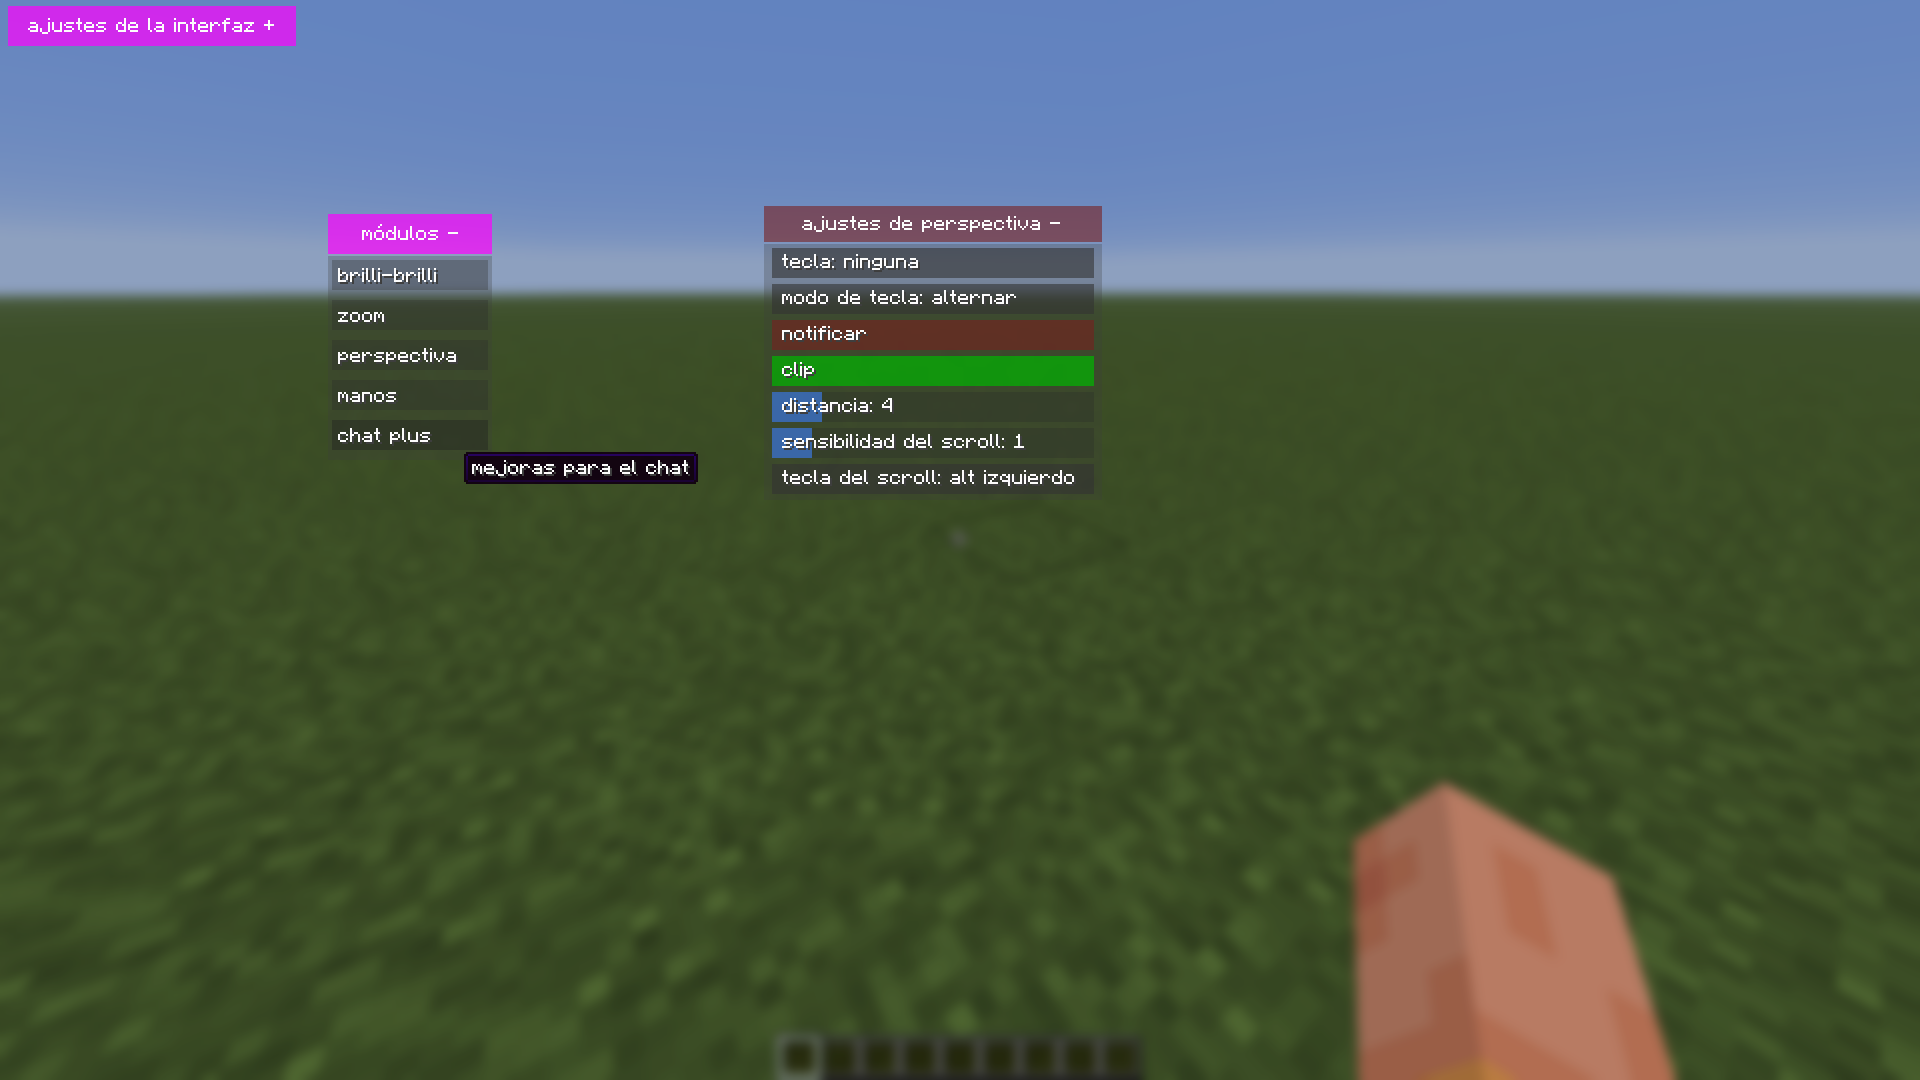 ajustes de la interfaz +
módulos -
brilli-brilli
zoom
perspectiva
manos
chat plus
mejoras para el chat
ajustes de perspectiva -
tecla: ninguna
modo de tecla: alternar
notificar
clip
distancia: 4
sensibilidad del scroll: 1
tecla del scroll: alt izquierdo